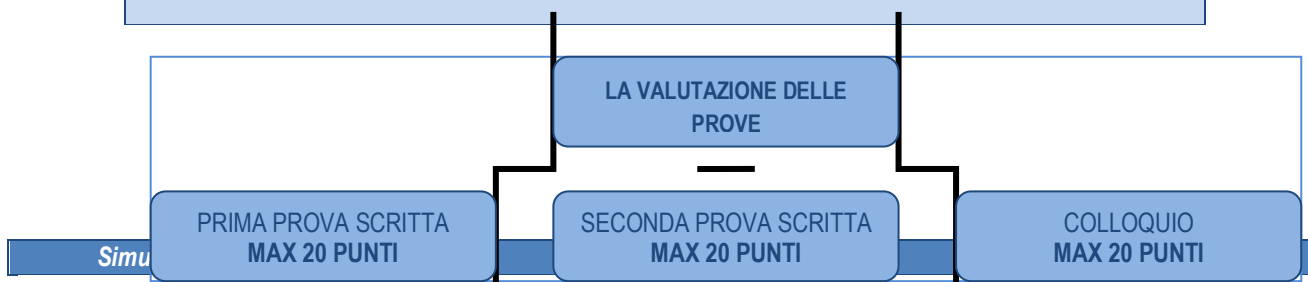 LA VALUTAZIONE DELLE
PROVE
PRIMA PROVA SCRITTA
MAX 20 PUNTI
SECONDA PROVA SCRITTA
MAX 20 PUNTI
COLLOQUIO
MAX 20 PUNTI